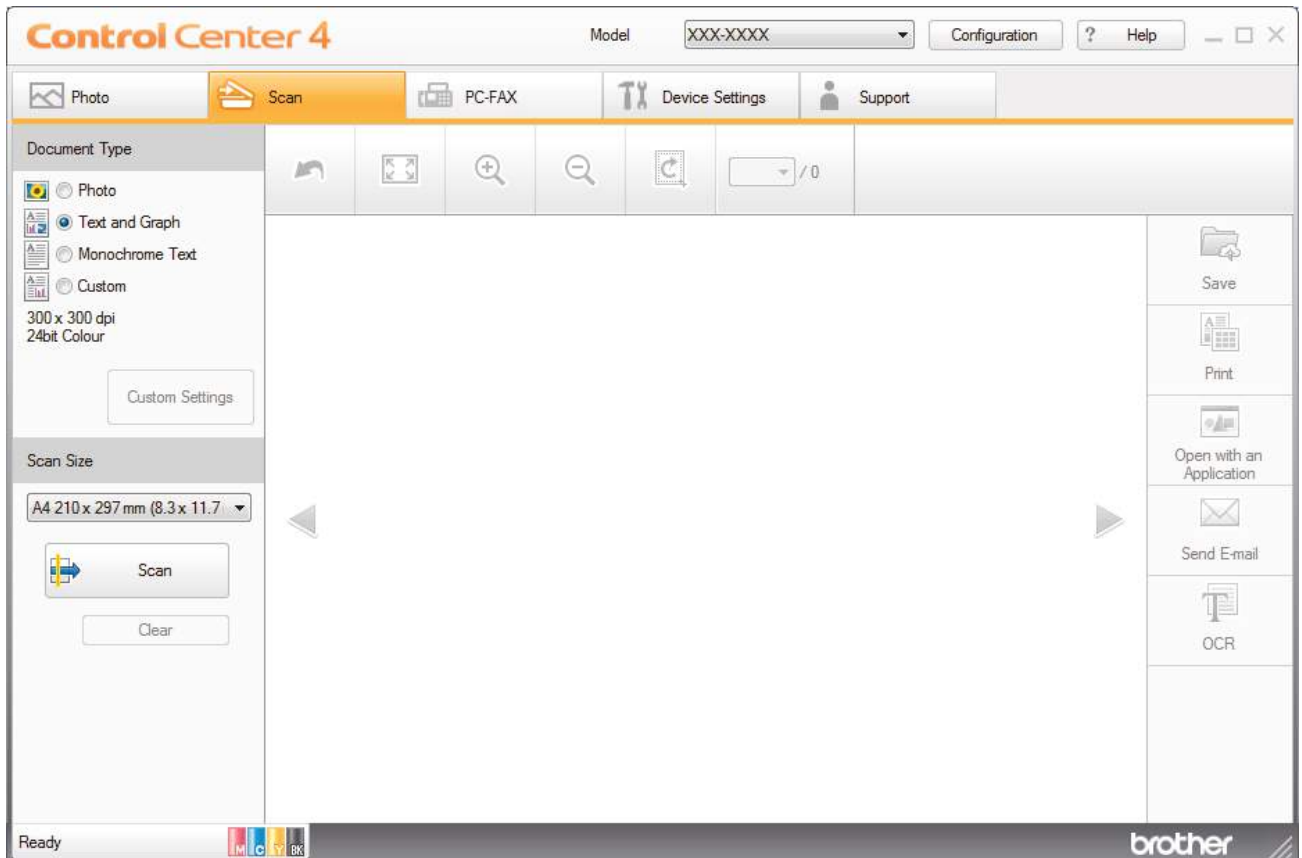 Control Center 4
Model XXX-XXXX Configuration ? Help
Photo Scan PC-FAX Device Settings Support
Document Type
Photo
Text and Graph
Monochrome Text
Custom
300 x 300 dpi
24bit Colour
Custom Settings
/ 0
Scan Size
A4 210 x 297 mm (8.3 x 11.7
Scan
Clear
Save
Print
Open with an
Application
Send E-mail
OCR
Ready M C Y BK brother